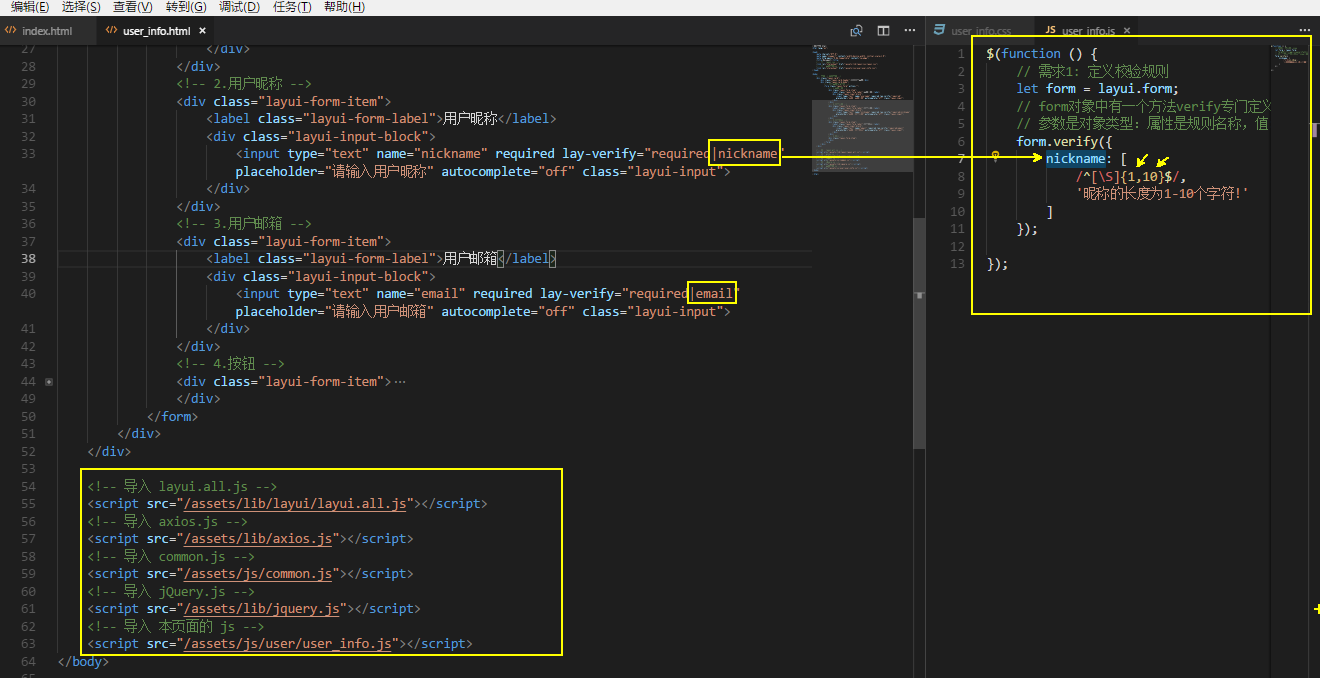 编辑(E) 选择(S) 查看(V) 转到(G) 调试(D) 任务(T) 帮助(H)
index.html
user_info.html ×
27 </div>
28 </div>
29 <!-- 2.用户昵称 -->
30 <div class="layui-form-item">
31 <label class="layui-form-label">用户昵称</label>
32 <div class="layui-input-block">
33 <input type="text" name="nickname" required lay-verify="required|nickname"
placeholder="请输入用户昵称" autocomplete="off" class="layui-input">
34 </div>
35 </div>
36 <!-- 3.用户邮箱 -->
37 <div class="layui-form-item">
38 <label class="layui-form-label">用户邮箱</label>
39 <div class="layui-input-block">
40 <input type="text" name="email" required lay-verify="required|email"
placeholder="请输入用户邮箱" autocomplete="off" class="layui-input">
41 </div>
42 </div>
43 <!-- 4.按钮 -->
44 <div class="layui-form-item">…
49 </div>
50 </form>
51 </div>
52 </div>
53
54 <!-- 导入 layui.all.js -->
55 <script src="/assets/lib/layui/layui.all.js"></script>
56 <!-- 导入 axios.js -->
57 <script src="/assets/lib/axios.js"></script>
58 <!-- 导入 common.js -->
59 <script src="/assets/js/common.js"></script>
60 <!-- 导入 jQuery.js -->
61 <script src="/assets/lib/jquery.js"></script>
62 <!-- 导入 本页面的 js -->
63 <script src="/assets/js/user/user_info.js"></script>
64 </body>
user_info.css
JS user_info.js ×
1 $(function () {
2 // 需求1: 定义校验规则
3 let form = layui.form;
4 // form对象中有一个方法verify专门定义
5 // 参数是对象类型: 属性是规则名称, 值
6 form.verify({
7 nickname: [
8 /^[\S]{1,10}$/,
9 '昵称的长度为1-10个字符!'
10 ]
11 });
12
13 });